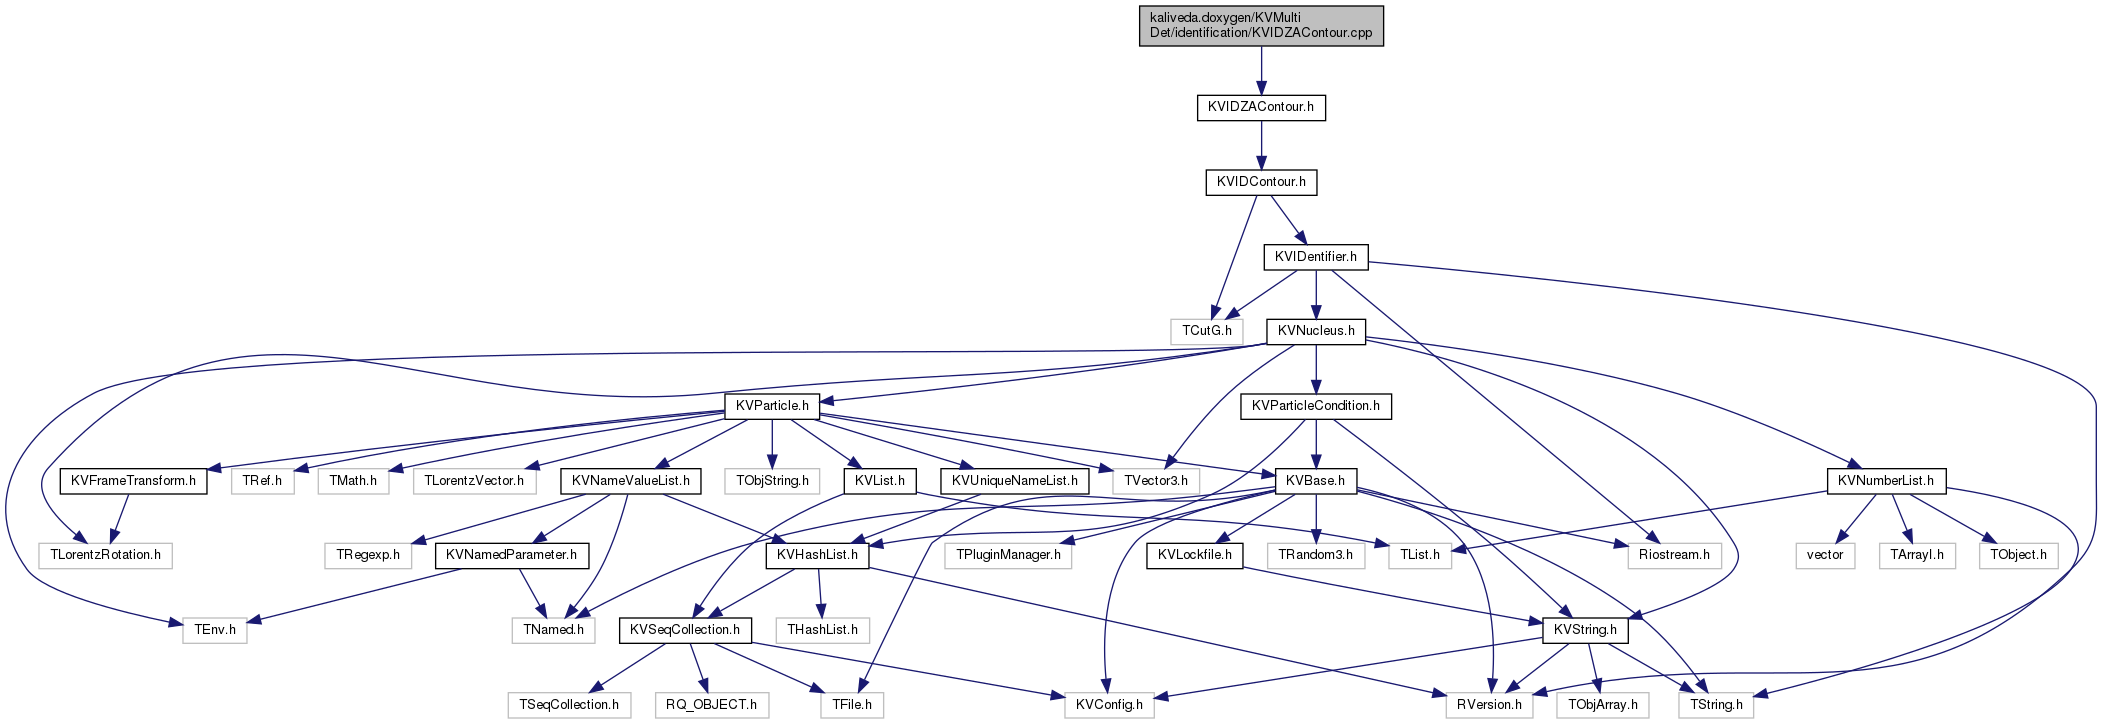 kaliveda.doxygen/KVMulti
Det/identification/KVIDZAContour.cpp
KVIDZAContour.h
KVIDContour.h
KVIDentifier.h
TCutG.h
KVNucleus.h
KVParticle.h
KVParticleCondition.h
KVFrameTransform.h
TRef.h
TMath.h
TLorentzVector.h
KVNameValueList.h
TObjString.h
KVList.h
KVUniqueNameList.h
TVector3.h
KVBase.h
KVNumberList.h
TLorentzRotation.h
TRegexp.h
KVNamedParameter.h
KVHashList.h
TPluginManager.h
KVLockfile.h
TRandom3.h
TList.h
Riostream.h
vector
TArrayI.h
TObject.h
TEnv.h
TNamed.h
KVSeqCollection.h
THashList.h
KVString.h
TSeqCollection.h
RQ_OBJECT.h
TFile.h
KVConfig.h
RVersion.h
TObjArray.h
TString.h